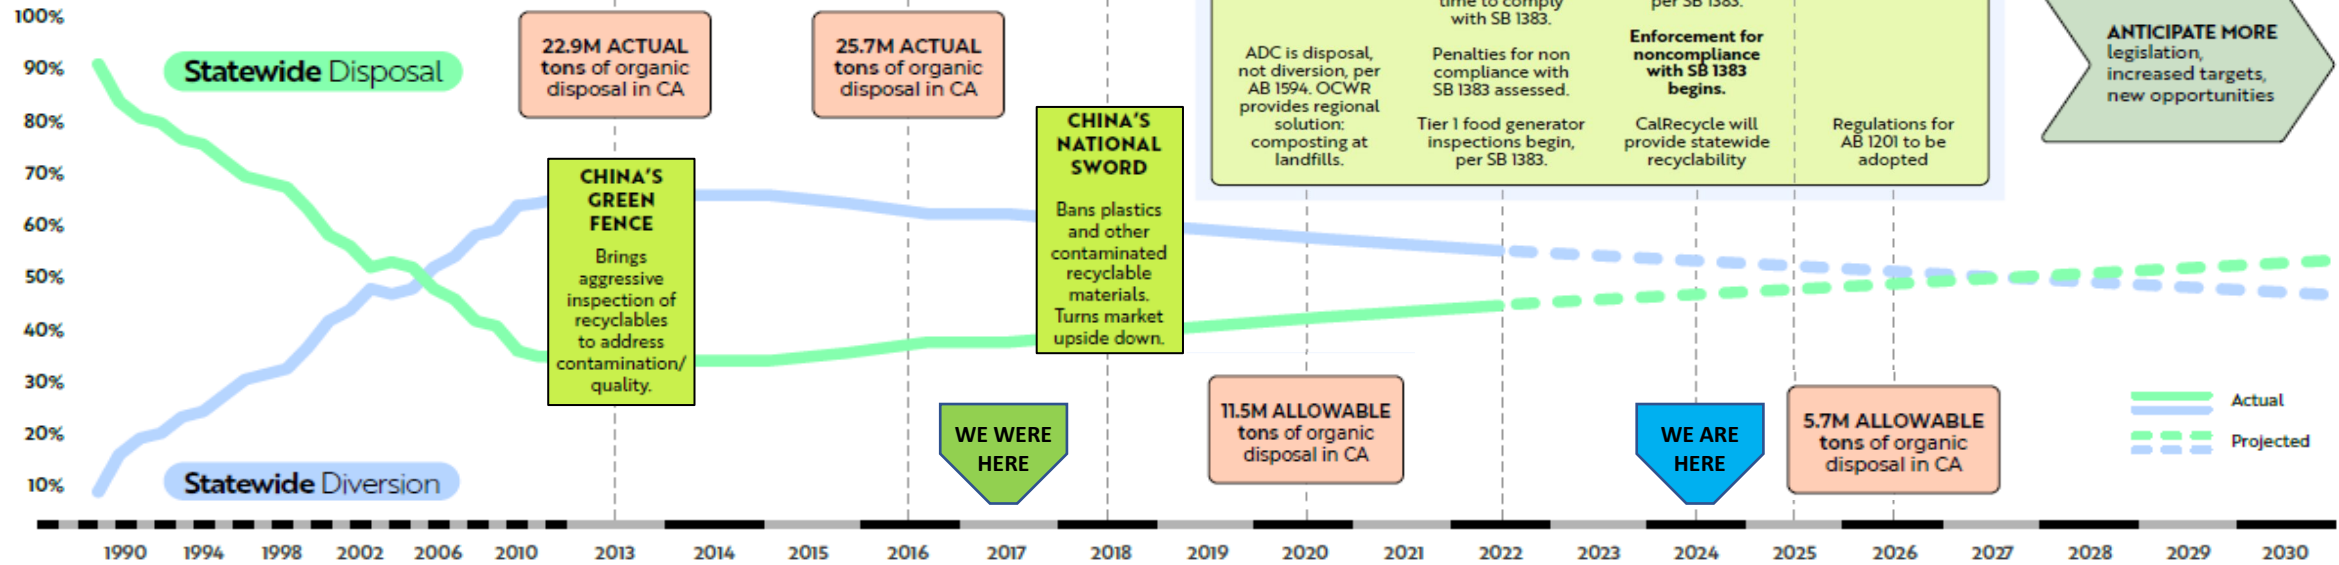 100%
90%
80%
70%
60%
50%
40%
30%
20%
10%
Statewide Disposal
Statewide Diversion
22.9M ACTUAL
tons of organic
disposal in CA
CHINA'S
GREEN
FENCE
Brings
aggressive
inspection of
recyclables
to address
contamination/
quality.
25.7M ACTUAL
tons of organic
disposal in CA
WE WERE
HERE
CHINA'S
NATIONAL
SWORD
Bans plastics
and other
contaminated
recyclable
materials.
Turns market
upside down.
ADC is disposal,
not diversion, per
AB 1594. OCWR
provides regional
solution:
composting at
landfills.
time to comply
with SB 1383.
Penalties for non
compliance with
SB 1383 assessed.
Tier 1 food generator
inspections begin,
per SB 1383.
per SB 1383.
Enforcement for
noncompliance
with SB 1383
begins.
CalRecycle will
provide statewide
recyclability
Regulations for
AB 1201 to be
adopted
ANTICIPATE MORE
legislation,
increased targets,
new opportunities
11.5M ALLOWABLE
tons of organic
disposal in CA
WE ARE
HERE
5.7M ALLOWABLE
tons of organic
disposal in CA
Actual
Projected
1990 1994 1998 2002 2006 2010 2013 2014 2015 2016 2017 2018 2019 2020 2021 2022 2023 2024 2025 2026 2027 2028 2029 2030